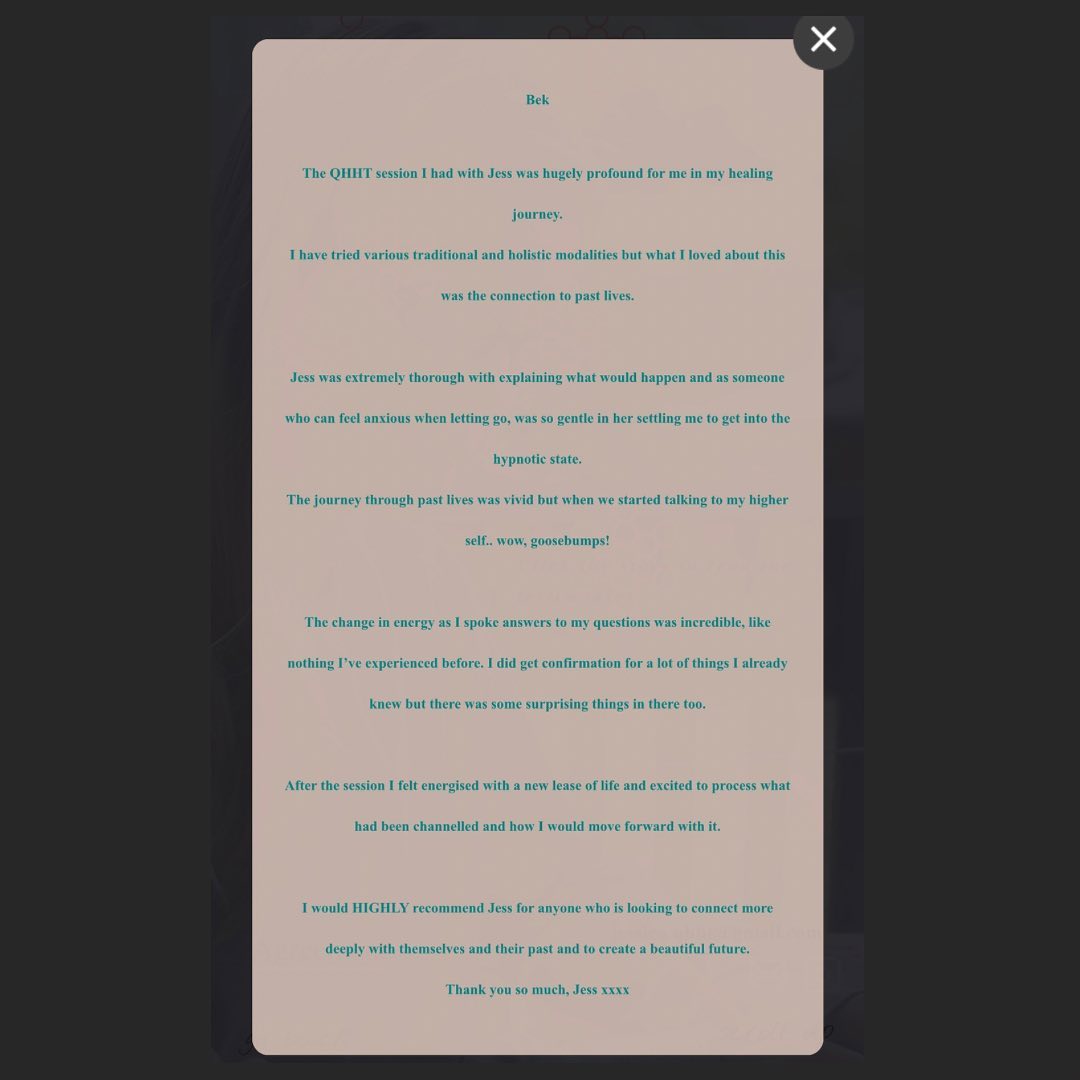 Bek
The QHHT session I had with Jess was hugely profound for me in my healing
journey.
I have tried various traditional and holistic modalities but what I loved about this
was the connection to past lives.
Jess was extremely thorough with explaining what would happen and as someone
who can feel anxious when letting go, was so gentle in her settling me to get into the
hypnotic state.
The journey through past lives was vivid but when we started talking to my higher
self.. wow, goosebumps!
The change in energy as I spoke answers to my questions was incredible, like
nothing I’ve experienced before. I did get confirmation for a lot of things I already
knew but there was some surprising things in there too.
After the session I felt energised with a new lease of life and excited to process what
had been channelled and how I would move forward with it.
I would HIGHLY recommend Jess for anyone who is looking to connect more
deeply with themselves and their past and to create a beautiful future.
Thank you so much, Jess xxxx